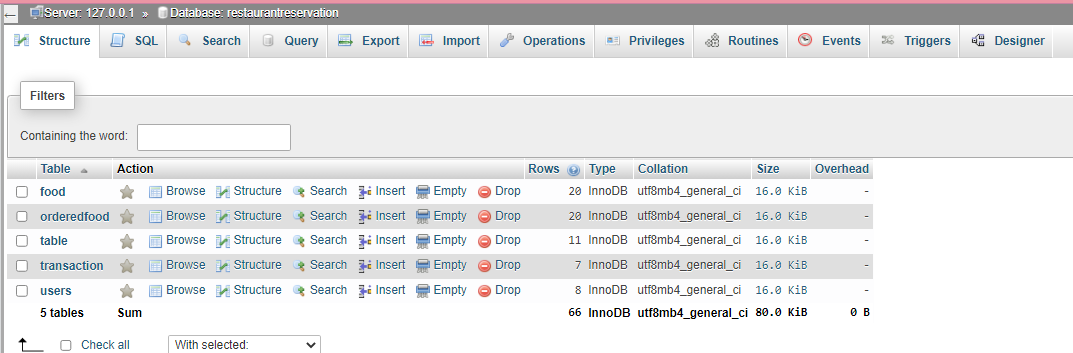 Server: 127.0.0.1 » Database: restaurantreservation
Structure SQL Search Query Export Import Operations Privileges Routines Events Triggers Designer
Filters
Containing the word:
Table Action Rows Type Collation Size Overhead
food Browse Structure Search Insert Empty Drop 20 InnoDB utf8mb4_general_ci 16.0 KiB -
orderedfood Browse Structure Search Insert Empty Drop 20 InnoDB utf8mb4_general_ci 16.0 KiB -
table Browse Structure Search Insert Empty Drop 11 InnoDB utf8mb4_general_ci 16.0 KiB -
transaction Browse Structure Search Insert Empty Drop 7 InnoDB utf8mb4_general_ci 16.0 KiB -
users Browse Structure Search Insert Empty Drop 8 InnoDB utf8mb4_general_ci 16.0 KiB -
5 tables Sum 66 InnoDB utf8mb4_general_ci 80.0 KiB 0 B
Check all With selected: